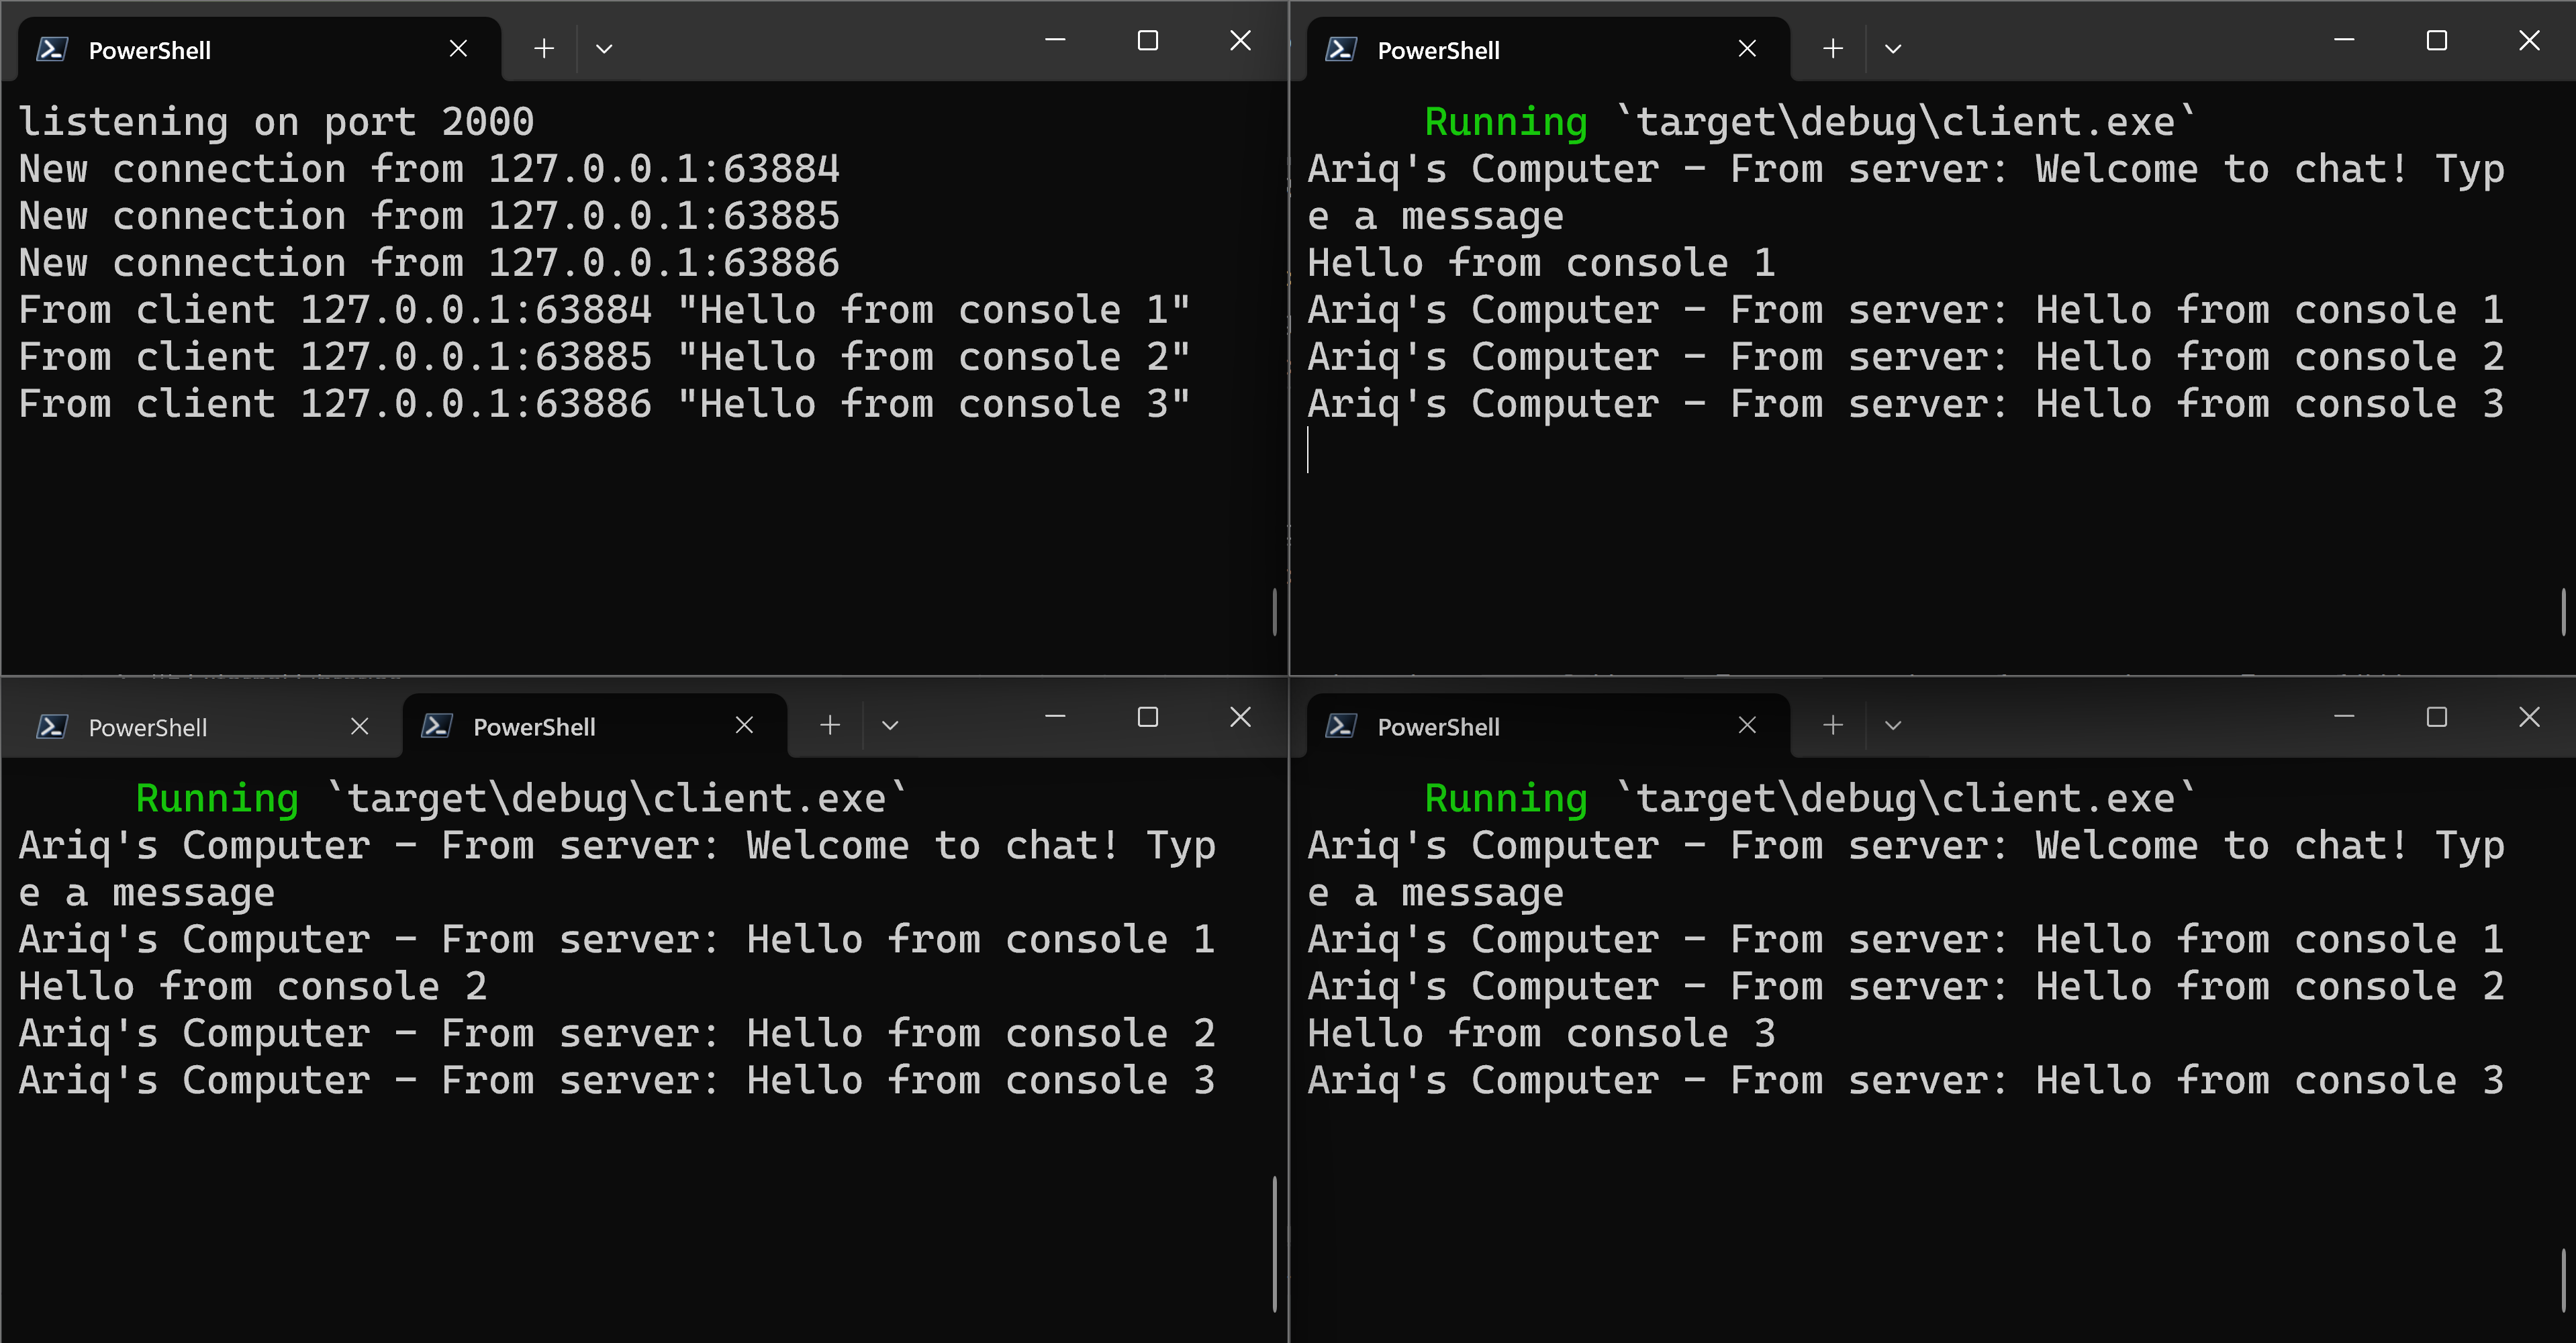 PowerShell
listening on port 2000
New connection from 127.0.0.1:63884
New connection from 127.0.0.1:63885
New connection from 127.0.0.1:63886
From client 127.0.0.1:63884 "Hello from console 1"
From client 127.0.0.1:63885 "Hello from console 2"
From client 127.0.0.1:63886 "Hello from console 3"
PowerShell
Running `target\debug\client.exe`
Ariq's Computer - From server: Welcome to chat! Typ
e a message
Hello from console 1
Ariq's Computer - From server: Hello from console 1
Ariq's Computer - From server: Hello from console 2
Ariq's Computer - From server: Hello from console 3
PowerShell PowerShell
Running `target\debug\client.exe`
Ariq's Computer - From server: Welcome to chat! Typ
e a message
Ariq's Computer - From server: Hello from console 1
Hello from console 2
Ariq's Computer - From server: Hello from console 2
Ariq's Computer - From server: Hello from console 3
PowerShell
Running `target\debug\client.exe`
Ariq's Computer - From server: Welcome to chat! Typ
e a message
Ariq's Computer - From server: Hello from console 1
Ariq's Computer - From server: Hello from console 2
Hello from console 3
Ariq's Computer - From server: Hello from console 3